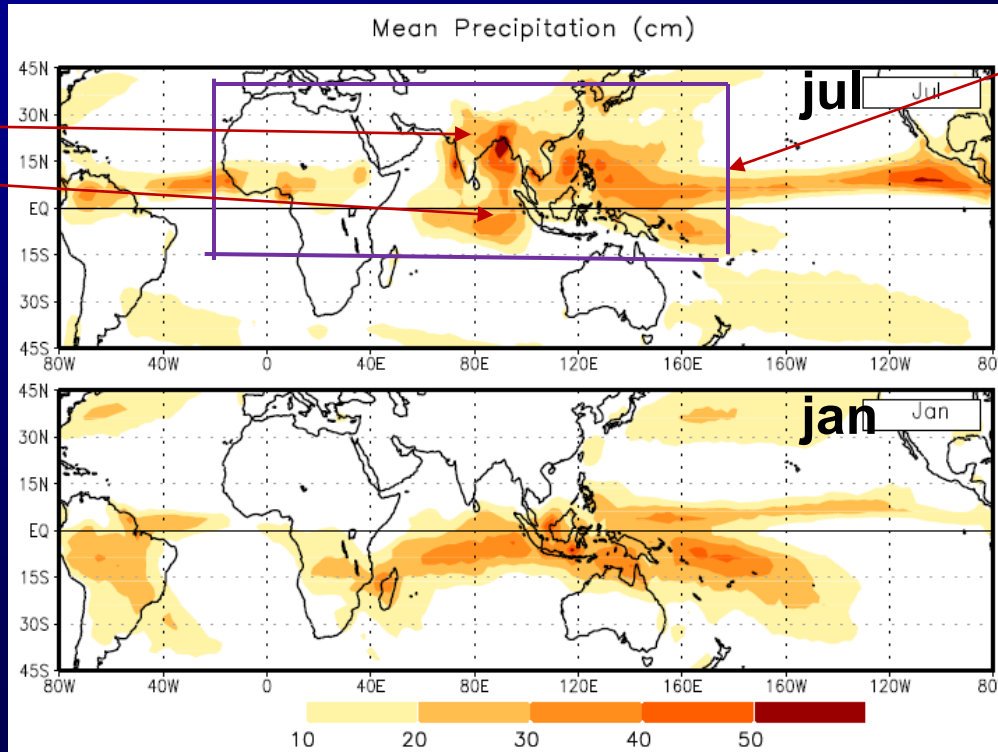 Mean Precipitation (cm)
45N
jul
Jul
30N
15N
EQ
15S
30S
45S
80W 40W 0 40E 80E 120E 160E 160W 120W 80
45N
jan
Jan
30N
15N
EQ
15S
30S
45S
80W 40W 0 40E 80E 120E 160E 160W 120W 80
10 20 30 40 50